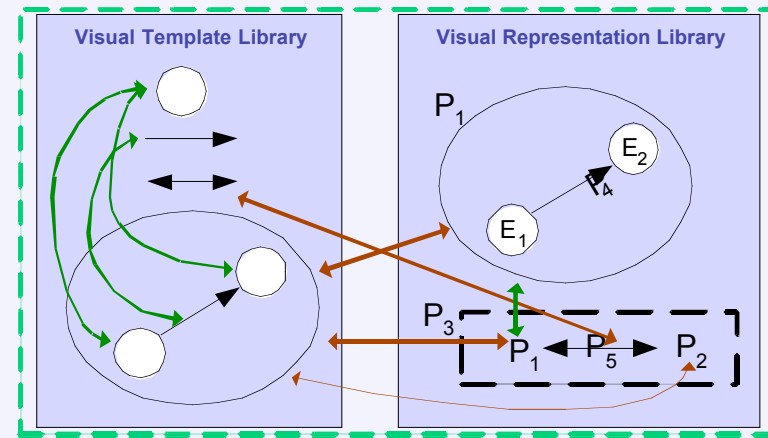 Visual Template Library
Visual Representation Library
P1
E2
P4
E1
P3
P1
P5
P2